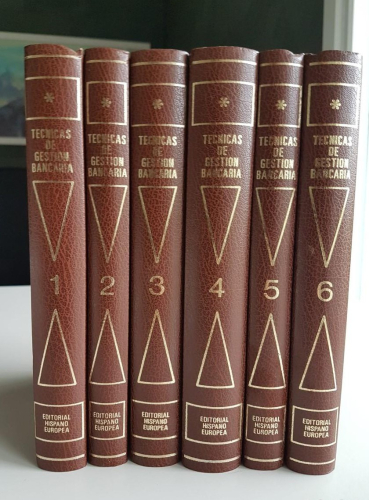 *
TECNICAS
DE
GESTION
BANCARIA
1
EDITORIAL
HISPANO
EUROPEA
*
TECNICAS
DE
GESTION
BANCARIA
2
EDITORIAL
HISPANO
EUROPEA
*
TECNICAS
DE
GESTION
BANCARIA
3
EDITORIAL
HISPANO
EUROPEA
*
TECNICAS
DE
GESTION
BANCARIA
4
EDITORIAL
HISPANO
EUROPEA
*
TECNICAS
DE
GESTION
BANCARIA
5
EDITORIAL
HISPANO
EUROPEA
*
TECNICAS
DE
GESTION
BANCARIA
6
EDITORIAL
HISPANO
EUROPEA